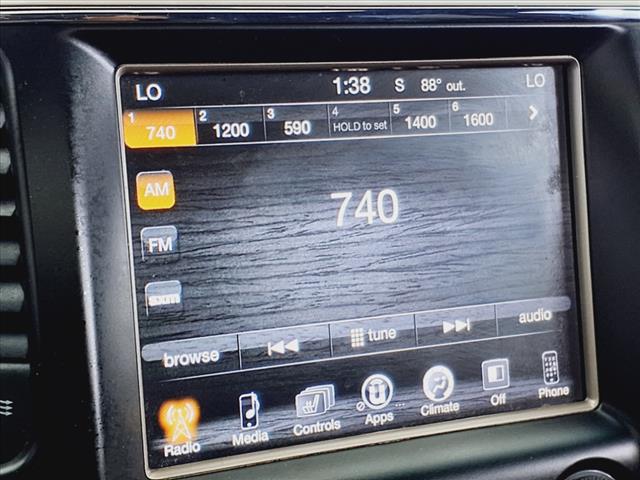 LO 1:38 S 88° out. LO
1 740 2 1200 3 590 4 HOLD to set 5 1400 6 1600 >
AM
740
FM
sxm
browse tune audio
Radio Media Controls Apps ... Climate Off Phone